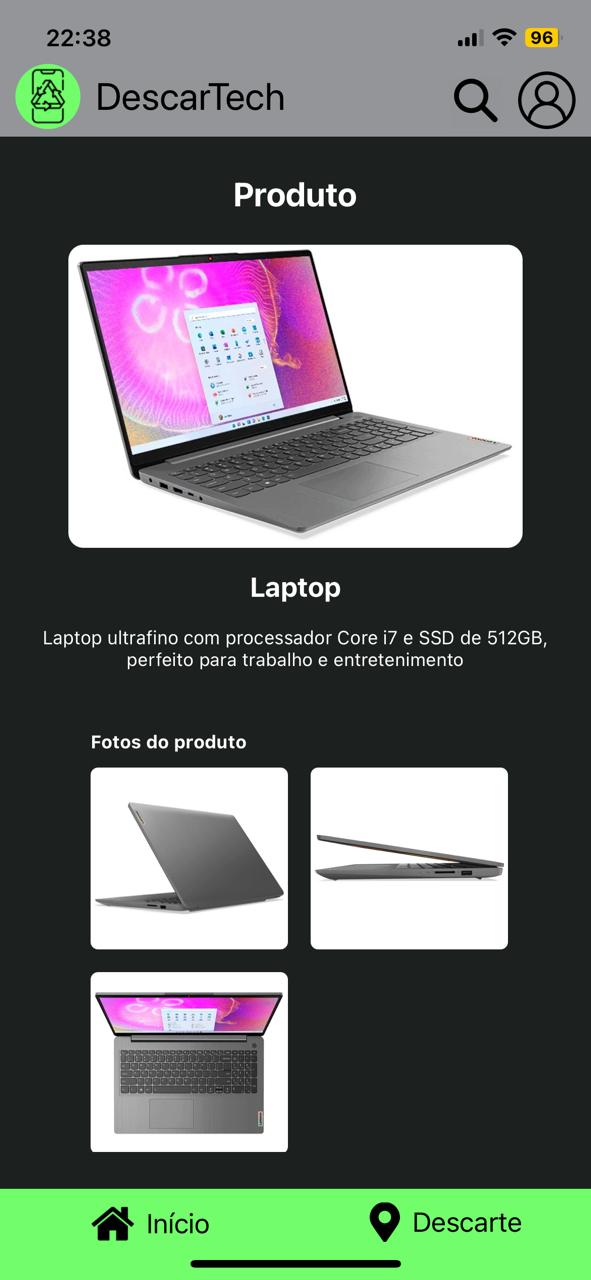 22:38
96
DescarTech
Produto
Laptop
Laptop ultrafino com processador Core i7 e SSD de 512GB,
perfeito para trabalho e entretenimento
Fotos do produto
Início
Descarte